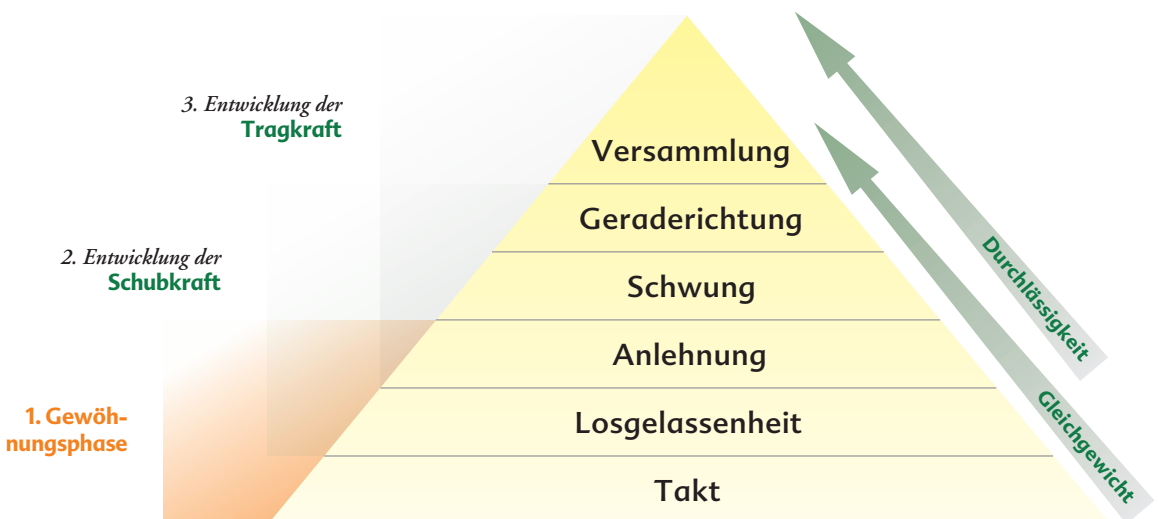 3. Entwicklung der
Tragkraft
Versammlung
Geraderichtung
2. Entwicklung der
Schubkraft
Schwung
Anlehnung
1. Gewöh-
nungsphase
Losgelassenheit
Takt
Durchlässigkeit
Gleichgewicht